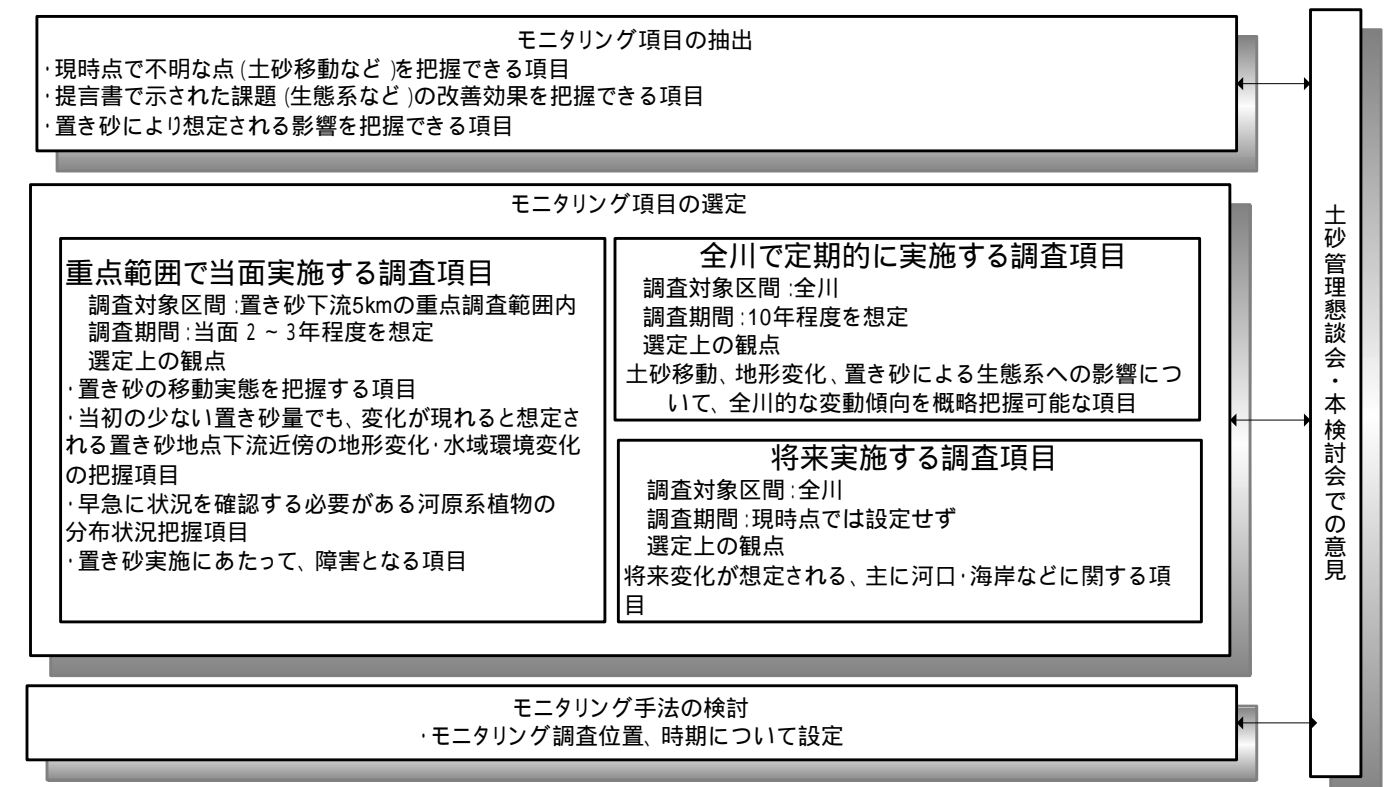 モニタリング項目の抽出
・現時点で不明な点(土砂移動など)を把握できる項目
・提言書で示された課題(生態系など)の改善効果を把握できる項目
・置き砂により想定される影響を把握できる項目
モニタリング項目の選定
重点範囲で当面実施する調査項目
調査対象区間:置き砂下流5kmの重点調査範囲内
調査期間:当面2~3年程度を想定
選定上の観点
・置き砂の移動実態を把握する項目
・当初の少ない置き砂量でも、変化が現れると想定さ
れる置き砂地点下流近傍の地形変化・水域環境変化
の把握項目
・早急に状況を確認する必要がある河原系植物の
分布状況把握項目
・置き砂実施にあたって、障害となる項目
全川で定期的に実施する調査項目
調査対象区間:全川
調査期間:10年程度を想定
選定上の観点
土砂移動、地形変化、置き砂による生態系への影響につ
いて、全川的な変動傾向を概略把握可能な項目
将来実施する調査項目
調査対象区間:全川
調査期間:現時点では設定せず
選定上の観点
将来変化が想定される、主に河口・海岸などに関する項
目
モニタリング手法の検討
・モニタリング調査位置、時期について設定
土砂管理懇談会・本検討会での意見